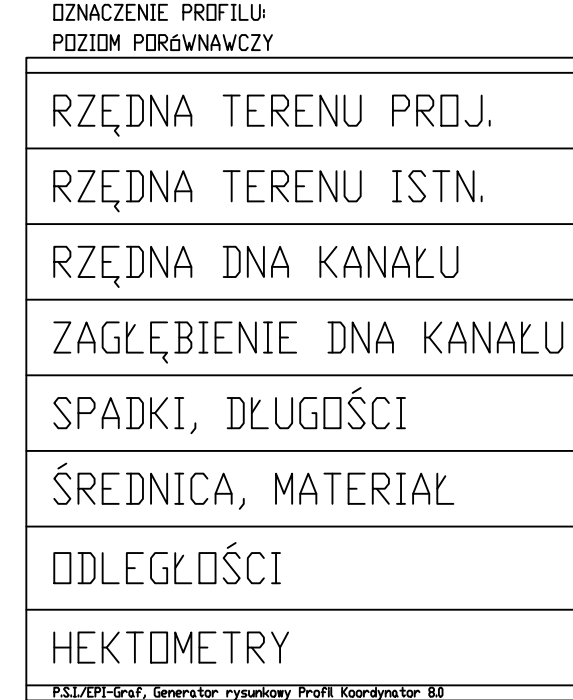 OZNACZENIE PROFILU:
POZIOM PORóWNAWCZY
RZĘDNA TERENU PROJ.
RZĘDNA TERENU ISTN.
RZĘDNA DNA KANAŁU
ZAGŁĘBIENIE DNA KANAŁU
SPADKI, DŁUGOŚCI
ŚREDNICA, MATERIAŁ
ODLEGŁOŚCI
HEKTOMETRY
P.S.I./EPI-Graf, Generator rysunkowy Profil Koordynator 8.0